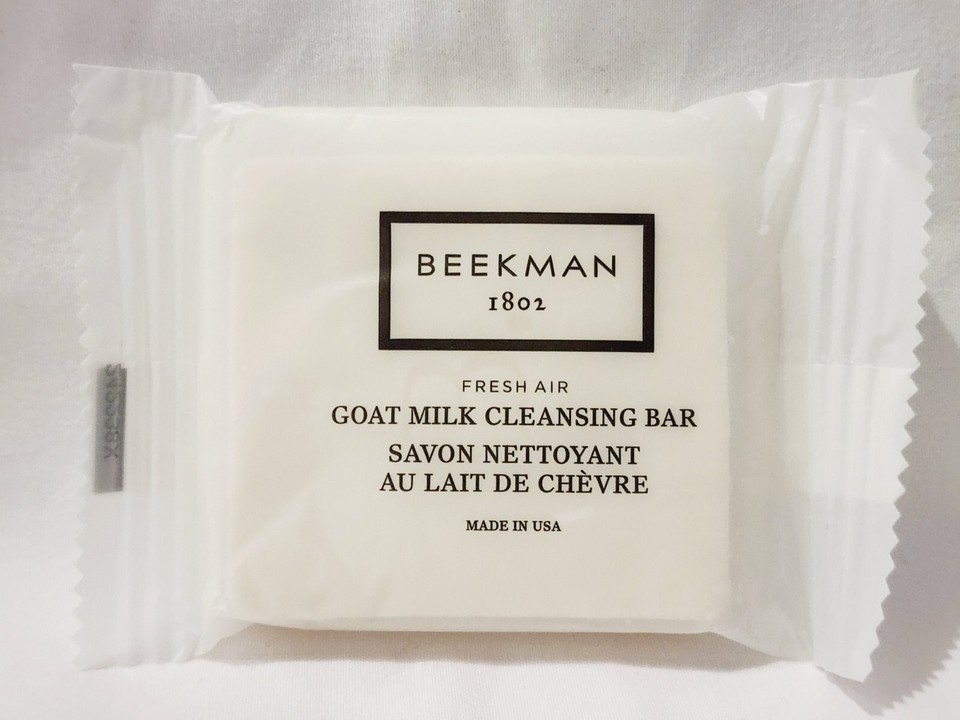 BEEKMAN
1802
FRESH AIR
GOAT MILK CLEANSING BAR
SAVON NETTOYANT
AU LAIT DE CHÈVRE
MADE IN USA